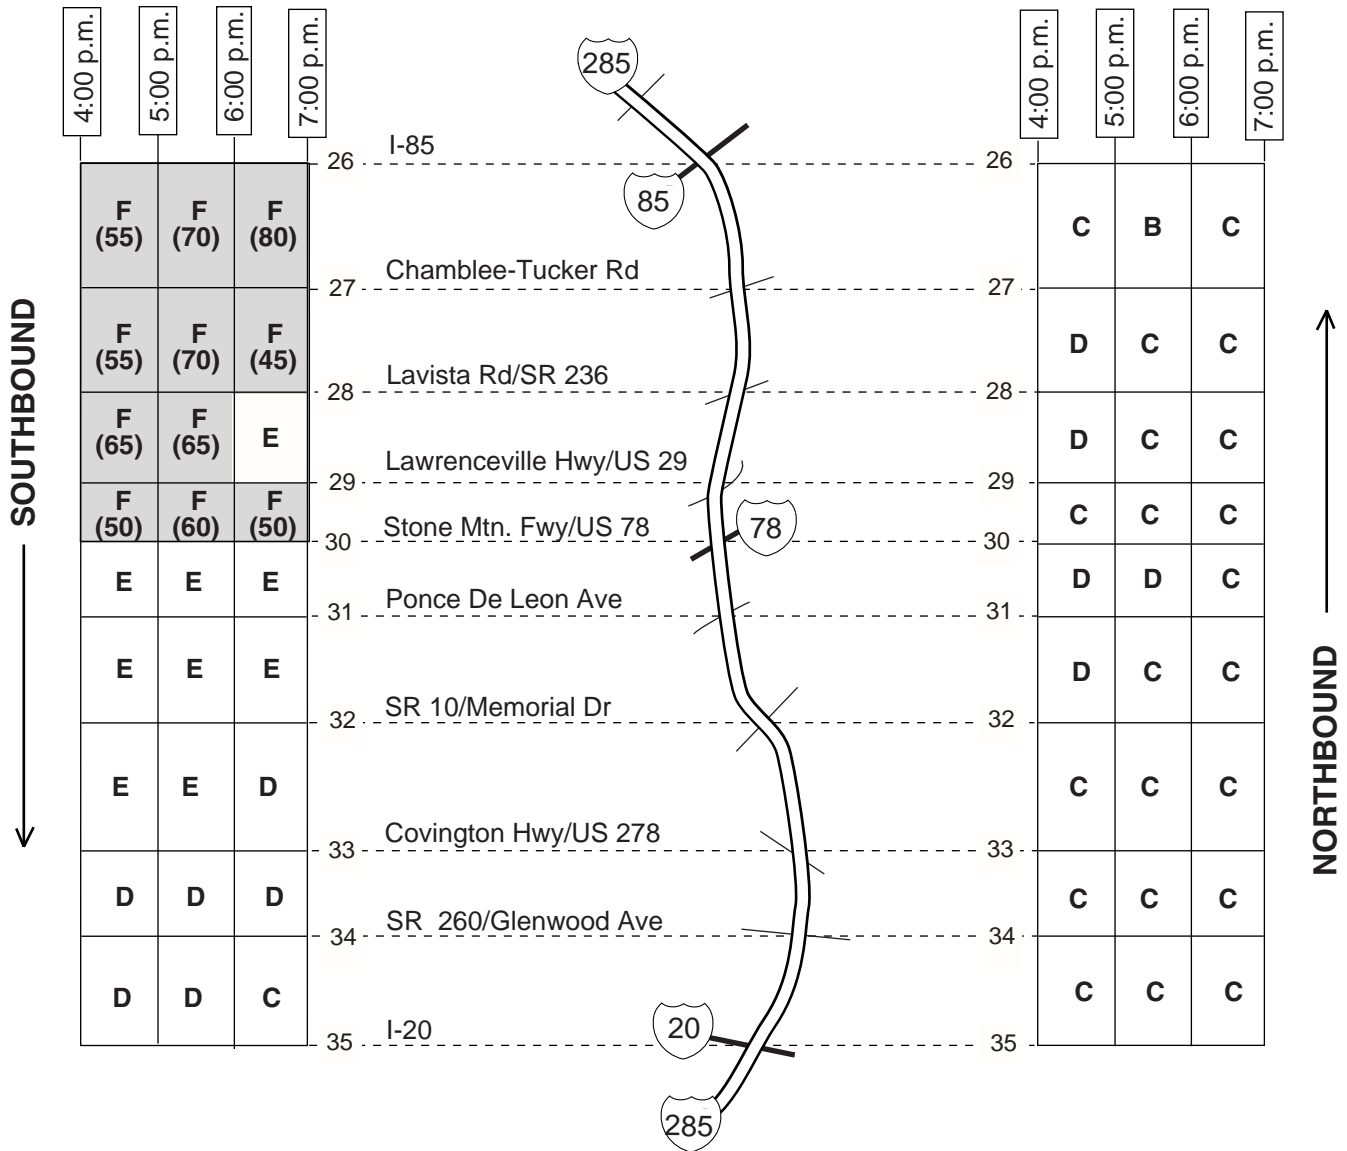 4:00 p.m. 5:00 p.m. 6:00 p.m. 7:00 p.m.
285
4:00 p.m. 5:00 p.m. 6:00 p.m. 7:00 p.m.
26 I-85 26
85
F F F C B C
(55) (70) (80)
27 Chamblee-Tucker Rd 27
F F F D C C
(55) (70) (45)
28 Lavista Rd/SR 236 28
F F E D C C
(65) (65)
29 Lawrenceville Hwy/US 29 29
F F F C C C
(50) (60) (50)
30 Stone Mtn. Fwy/US 78 78 30
E E E D D C
31 Ponce De Leon Ave 31
E E E D C C
32 SR 10/Memorial Dr 32
E E D C C C
33 Covington Hwy/US 278 33
D D D C C C
34 SR 260/Glenwood Ave 34
D D C C C C
35 I-20 20 35
285
SOUTHBOUND
NORTHBOUND